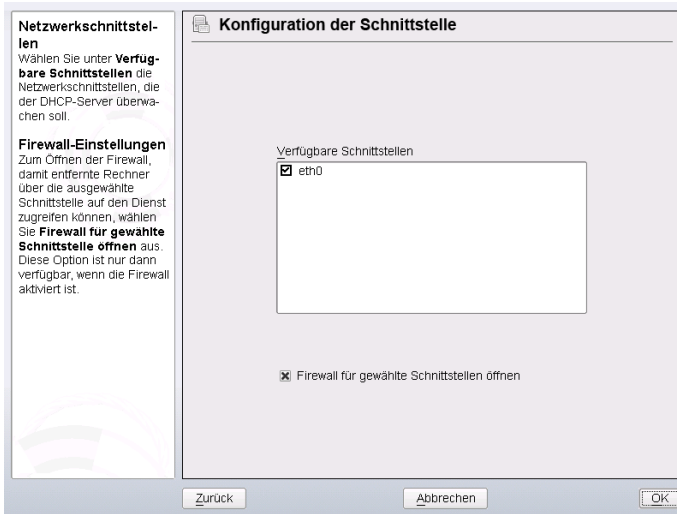 Netzwerkschnittstel-
len
Wählen Sie unter Verfüg-
bare Schnittstellen die
Netzwerkschnittstellen, die
der DHCP-Server überwa-
chen soll.
Firewall-Einstellungen
Zum Öffnen der Firewall,
damit entfernte Rechner
über die ausgewählte
Schnittstelle auf den Dienst
zugreifen können, wählen
Sie Firewall für gewählte
Schnittstelle öffnen aus.
Diese Option ist nur dann
verfügbar, wenn die Firewall
aktiviert ist.
Konfiguration der Schnittstelle
Verfügbare Schnittstellen
eth0
Firewall für gewählte Schnittstellen öffnen
Zurück
Abbrechen
OK